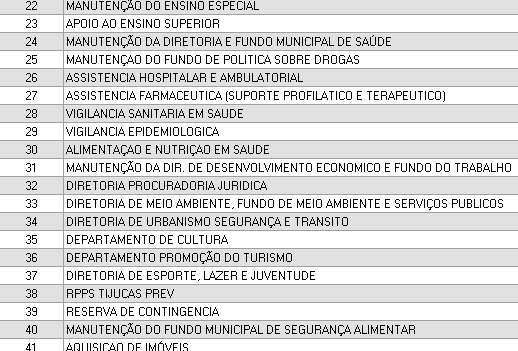 22 MANUTENÇÃO DO ENSINO ESPECIAL
23 APOIO AO ENSINO SUPERIOR
24 MANUTENÇÃO DA DIRETORIA E FUNDO MUNICIPAL DE SAÚDE
25 MANUTENÇAO DO FUNDO DE POLITICA SOBRE DROGAS
26 ASSISTENCIA HOSPITALAR E AMBULATORIAL
27 ASSISTENCIA FARMACEUTICA (SUPORTE PROFILATICO E TERAPEUTICO)
28 VIGILANCIA SANITARIA EM SAUDE
29 VIGILANCIA EPIDEMIOLOGICA
30 ALIMENTAÇAO E NUTRIÇAO EM SAUDE
31 MANUTENÇÃO DA DIR. DE DESENVOLVIMENTO ECONOMICO E FUNDO DO TRABALHO
32 DIRETORIA PROCURADORIA JURIDICA
33 DIRETORIA DE MEIO AMBIENTE, FUNDO DE MEIO AMBIENTE E SERVIÇOS PUBLICOS
34 DIRETORIA DE URBANISMO SEGURANÇA E TRANSITO
35 DEPARTAMENTO DE CULTURA
36 DEPARTAMENTO PROMOÇÃO DO TURISMO
37 DIRETORIA DE ESPORTE, LAZER E JUVENTUDE
38 RPPS TIJUCAS PREV
39 RESERVA DE CONTINGENCIA
40 MANUTENÇÃO DO FUNDO MUNICIPAL DE SEGURANÇA ALIMENTAR
41 AQUISIÇAO DE IMÓVEIS